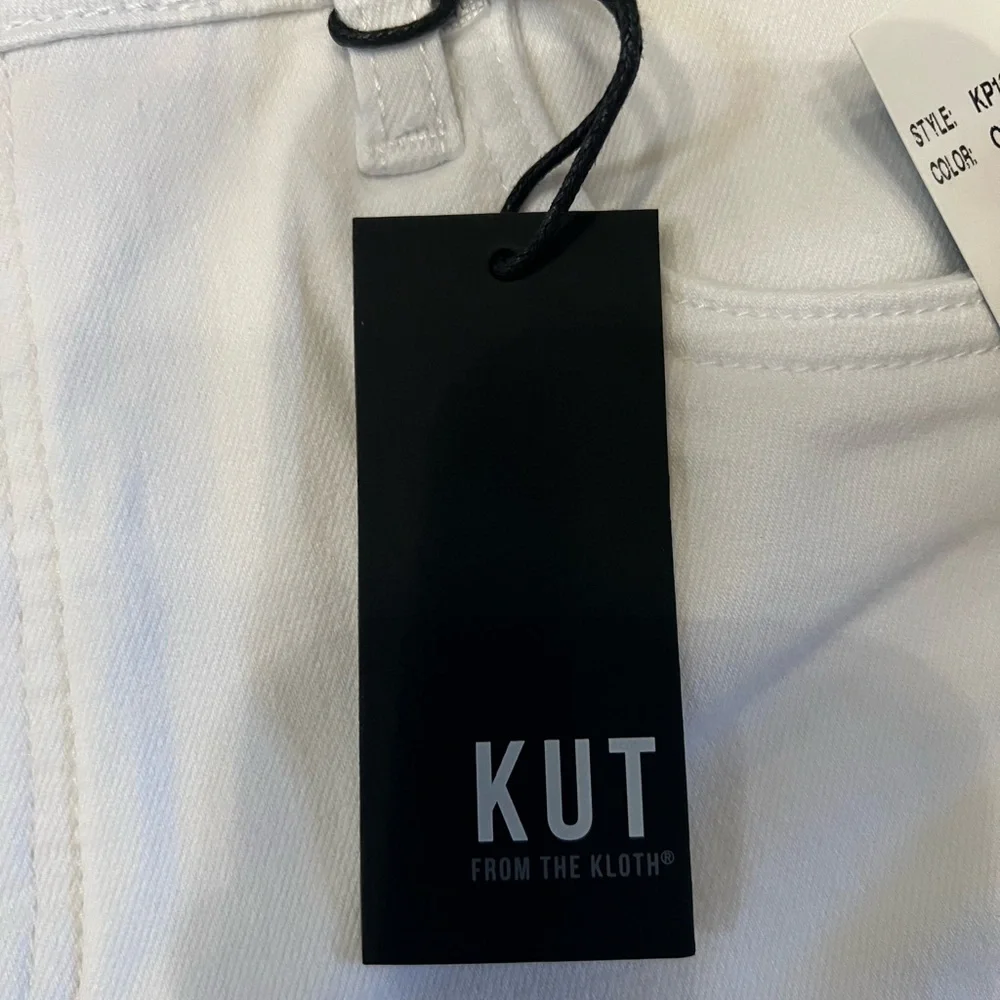 STYLE: KP1
COLOR:
KUT
FROM THE KLOTH®